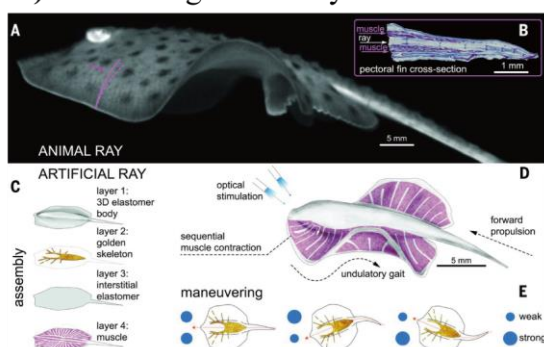 A
muscle
ray
muscle
B
pectoral fin cross-section
1 mm
5 mm
ANIMAL RAY
C
ARTIFICIAL RAY
assembly
layer 1:
3D elastomer
body
layer 2:
golden
skeleton
layer 3:
interstitial
elastomer
layer 4:
muscle
D
optical
stimulation
sequential
muscle contraction
undulatory gait
forward
propulsion
5 mm
maneuvering
E
weak
strong